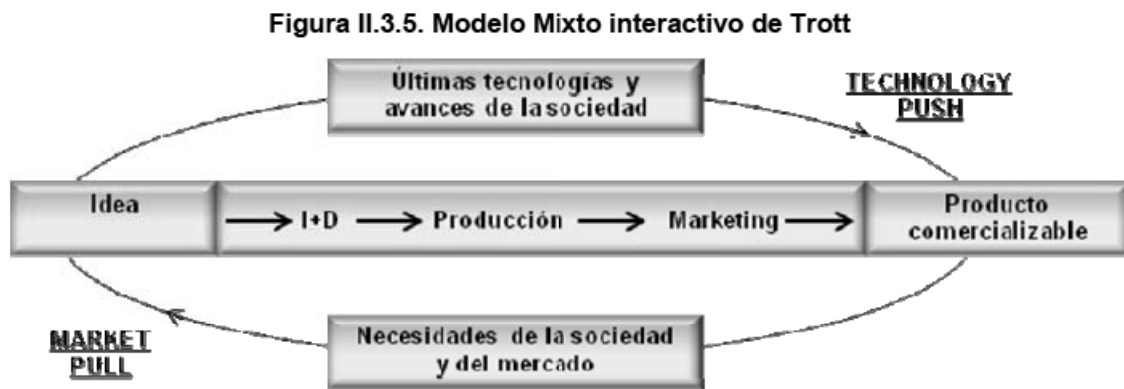 Figura II.3.5. Modelo Mixto interactivo de Trott
Últimas tecnologías y
avances de la sociedad
TECHNOLOGY
PUSH
Idea
I+D
Producción
Marketing
Producto
comercializable
MARKET
PULL
Necesidades de la sociedad
y del mercado